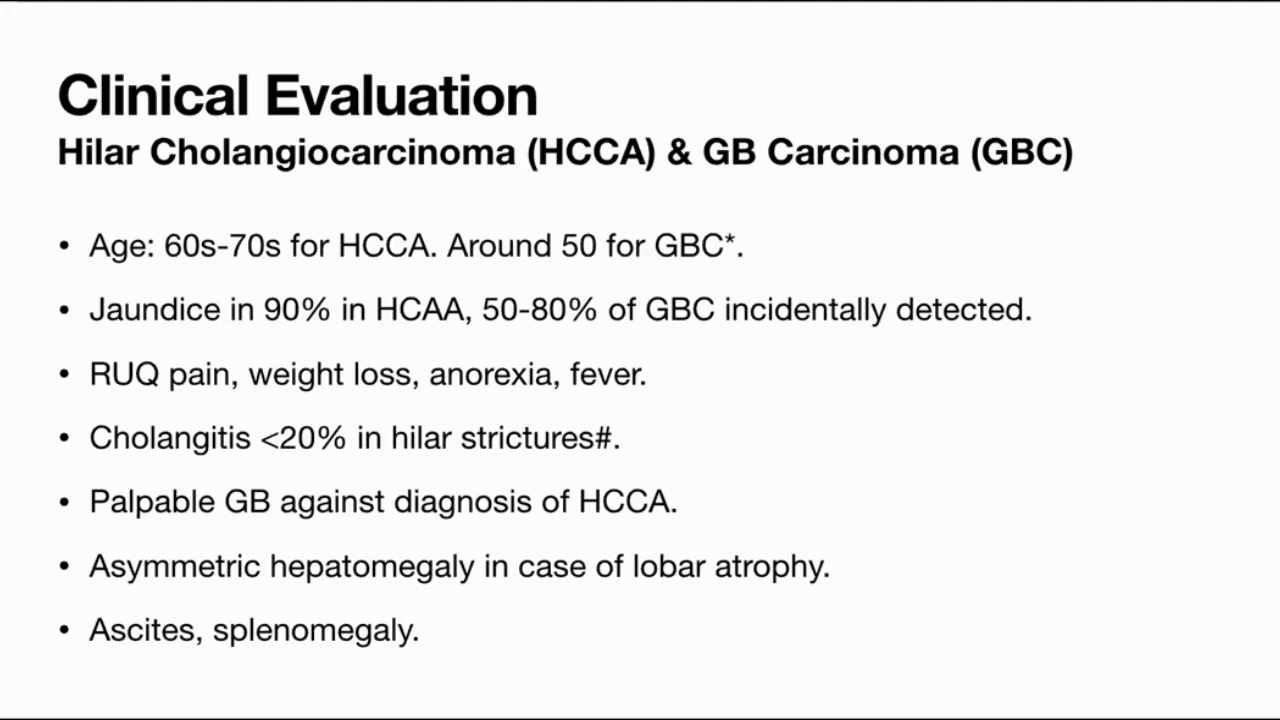 Clinical Evaluation
Hilar Cholangiocarcinoma (HCCA) & GB Carcinoma (GBC)
• Age: 60s-70s for HCCA. Around 50 for GBC*.
• Jaundice in 90% in HCAA, 50-80% of GBC incidentally detected.
• RUQ pain, weight loss, anorexia, fever.
• Cholangitis <20% in hilar strictures#.
• Palpable GB against diagnosis of HCCA.
• Asymmetric hepatomegaly in case of lobar atrophy.
• Ascites, splenomegaly.